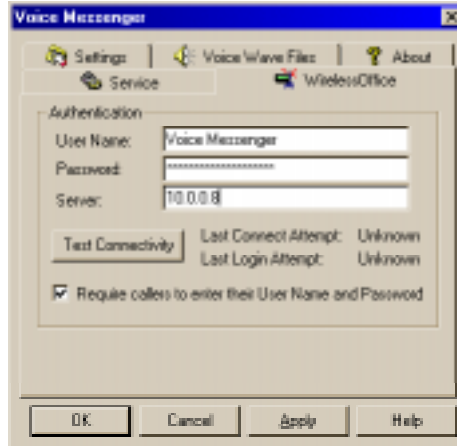 Voice Messenger
Settings Voice Wave Files About
Service WirelessOffice
Authentication
User Name: Voice Messenger
Password: ********************
Server: 10.0.0.8
Test Connectivity
Last Connect Attempt: Unknown
Last Login Attempt: Unknown
Require callers to enter their User Name and Password
OK Cancel Apply Help